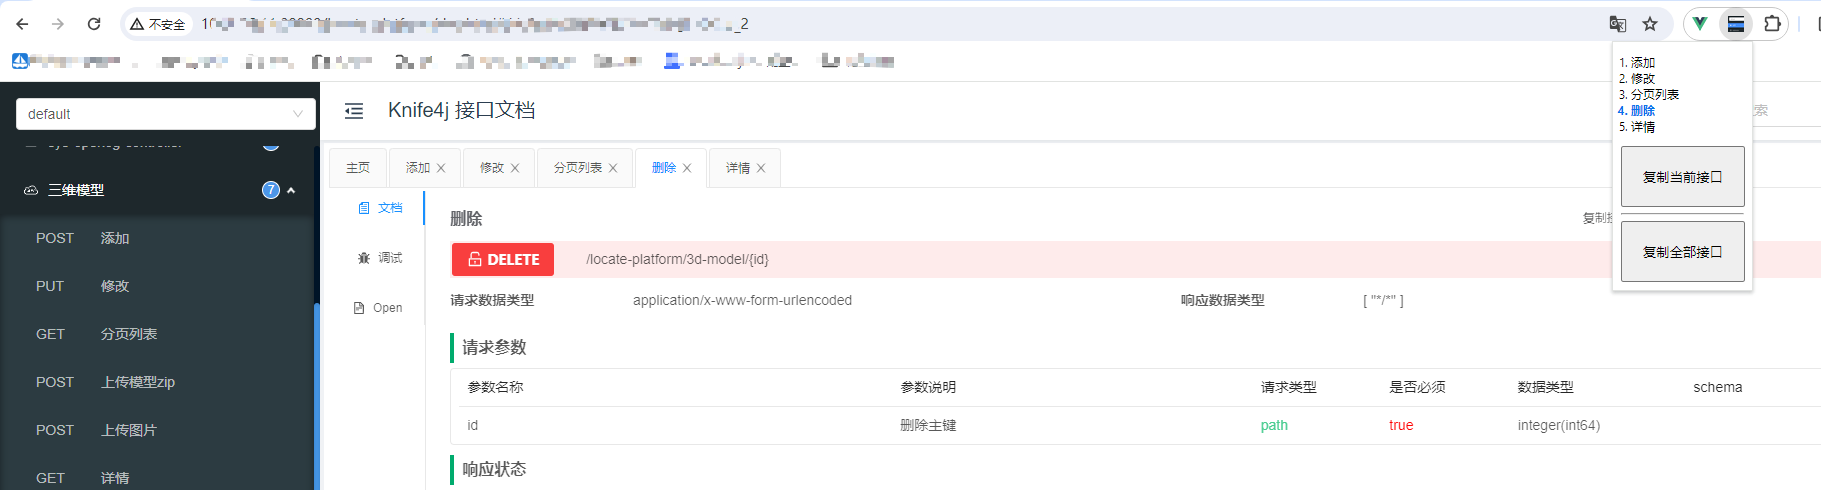 不安全
_2
default
Knife4j 接口文档
索
1. 添加
2. 修改
3. 分页列表
4. 删除
5. 详情
复制当前接口
复制全部接口
主页
添加
修改
分页列表
删除
详情
三维模型
7
POST 添加
PUT 修改
GET 分页列表
POST 上传模型zip
POST 上传图片
GET 详情
文档
调试
Open
删除
复制
DELETE /locate-platform/3d-model/{id}
请求数据类型 application/x-www-form-urlencoded 响应数据类型 [ "*/*" ]
请求参数
参数名称 参数说明 请求类型 是否必须 数据类型 schema
id 删除主键 path true integer(int64)
响应状态